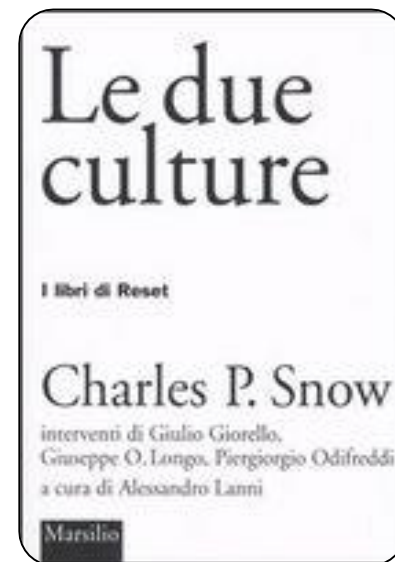 Le due
culture
I libri di Reset
Charles P. Snow
interventi di Giulio Giorello,
Giuseppe O. Longo, Piergiorgio Odifreddi
a cura di Alessandro Lanni
Marsilio